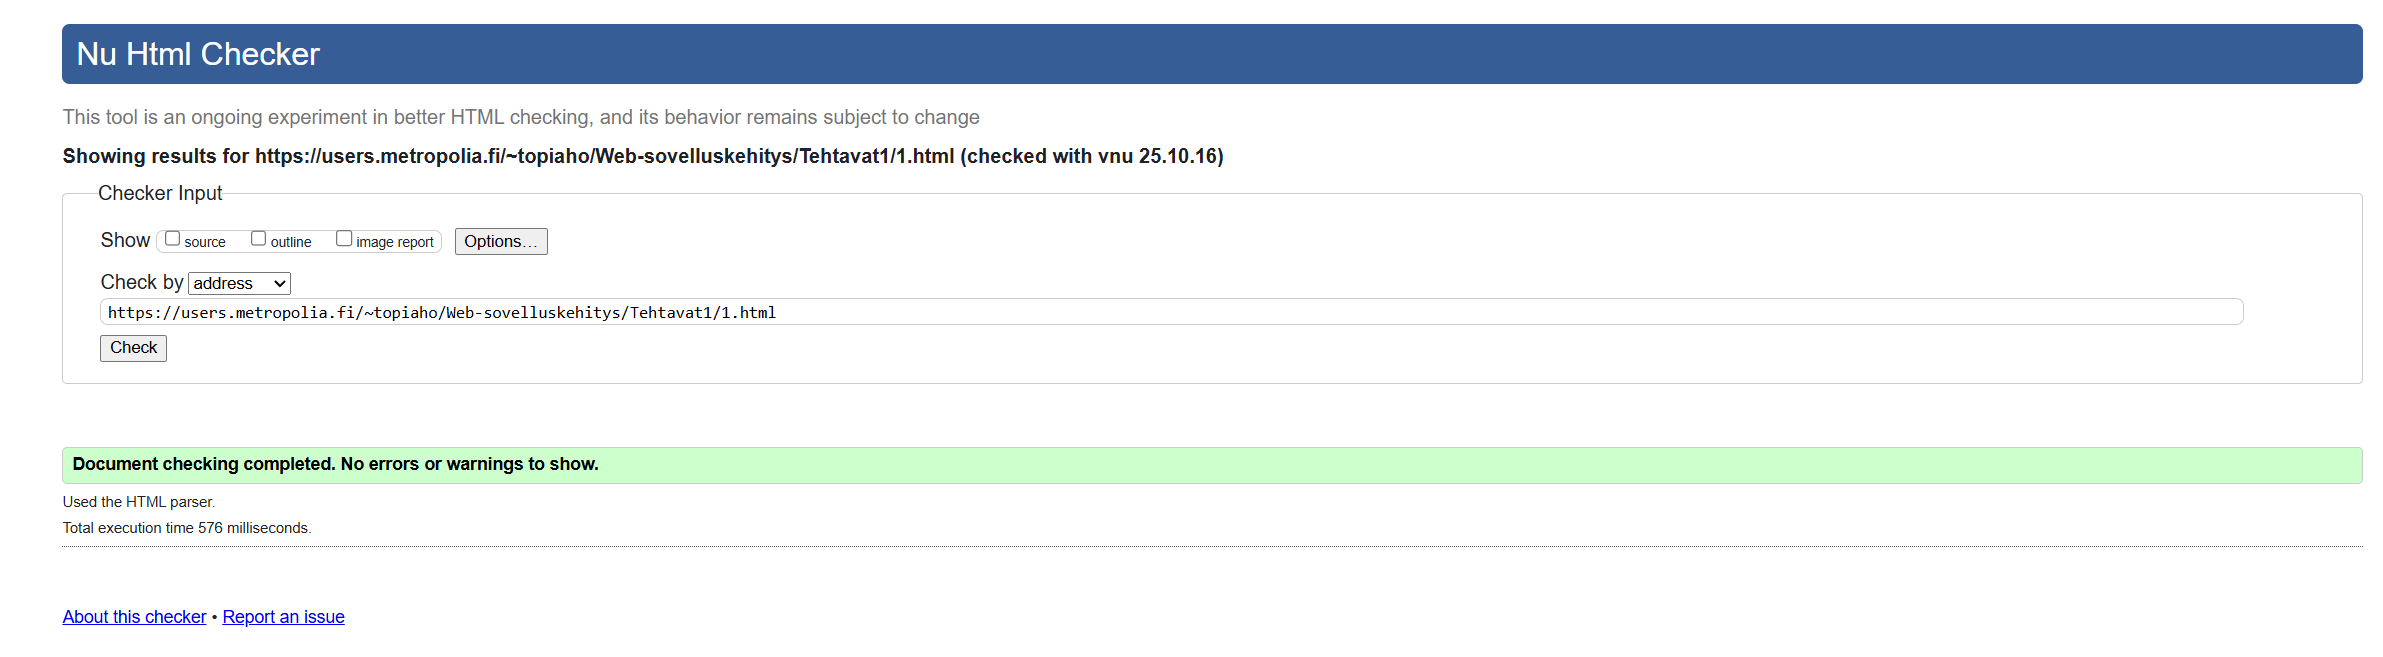 Nu Html Checker
This tool is an ongoing experiment in better HTML checking, and its behavior remains subject to change
Showing results for https://users.metropolia.fi/~topiaho/Web-sovelluskehitys/Tehtavat1/1.html (checked with vnu 25.10.16)
Checker Input
Show source outline image report Options...
Check by address
https://users.metropolia.fi/~topiaho/Web-sovelluskehitys/Tehtavat1/1.html
Check
Document checking completed. No errors or warnings to show.
Used the HTML parser.
Total execution time 576 milliseconds.
About this checker • Report an issue